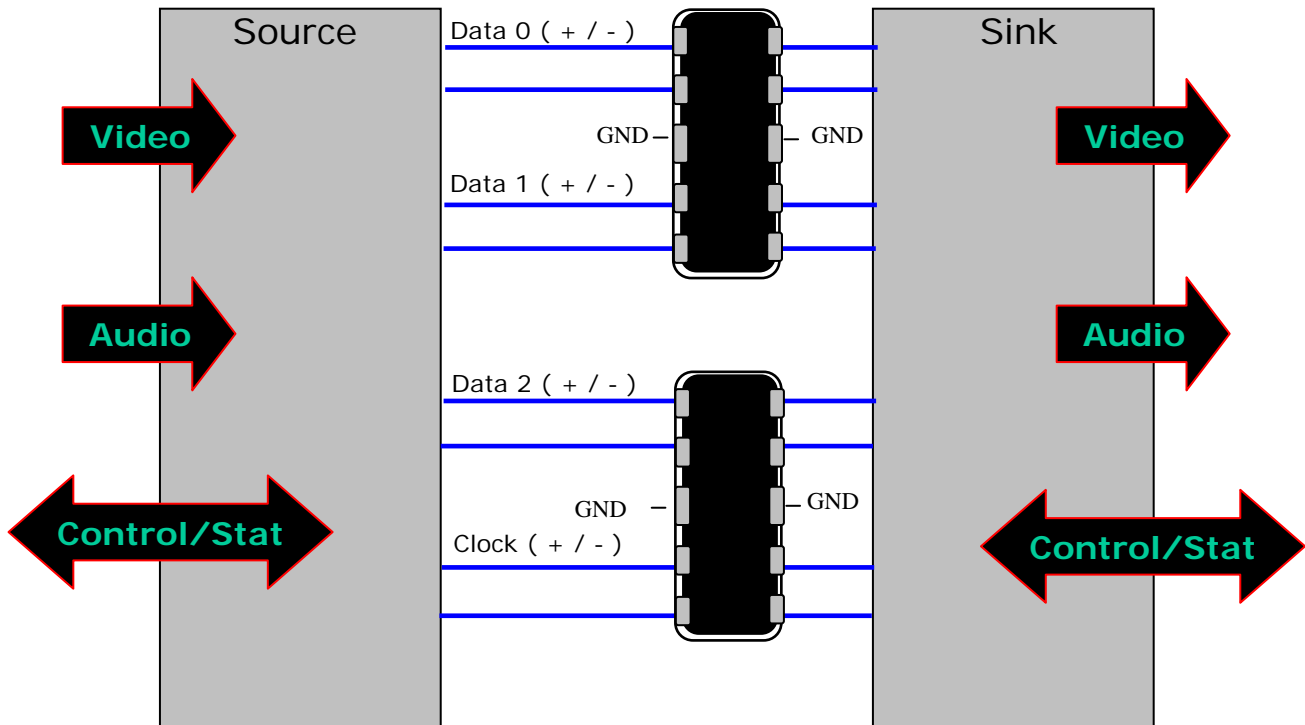 Source
Data 0 ( + / - )
Sink
Video
GND
GND
Video
Data 1 ( + / - )
Audio
Audio
Data 2 ( + / - )
GND
GND
Control/Stat
Clock ( + / - )
Control/Stat